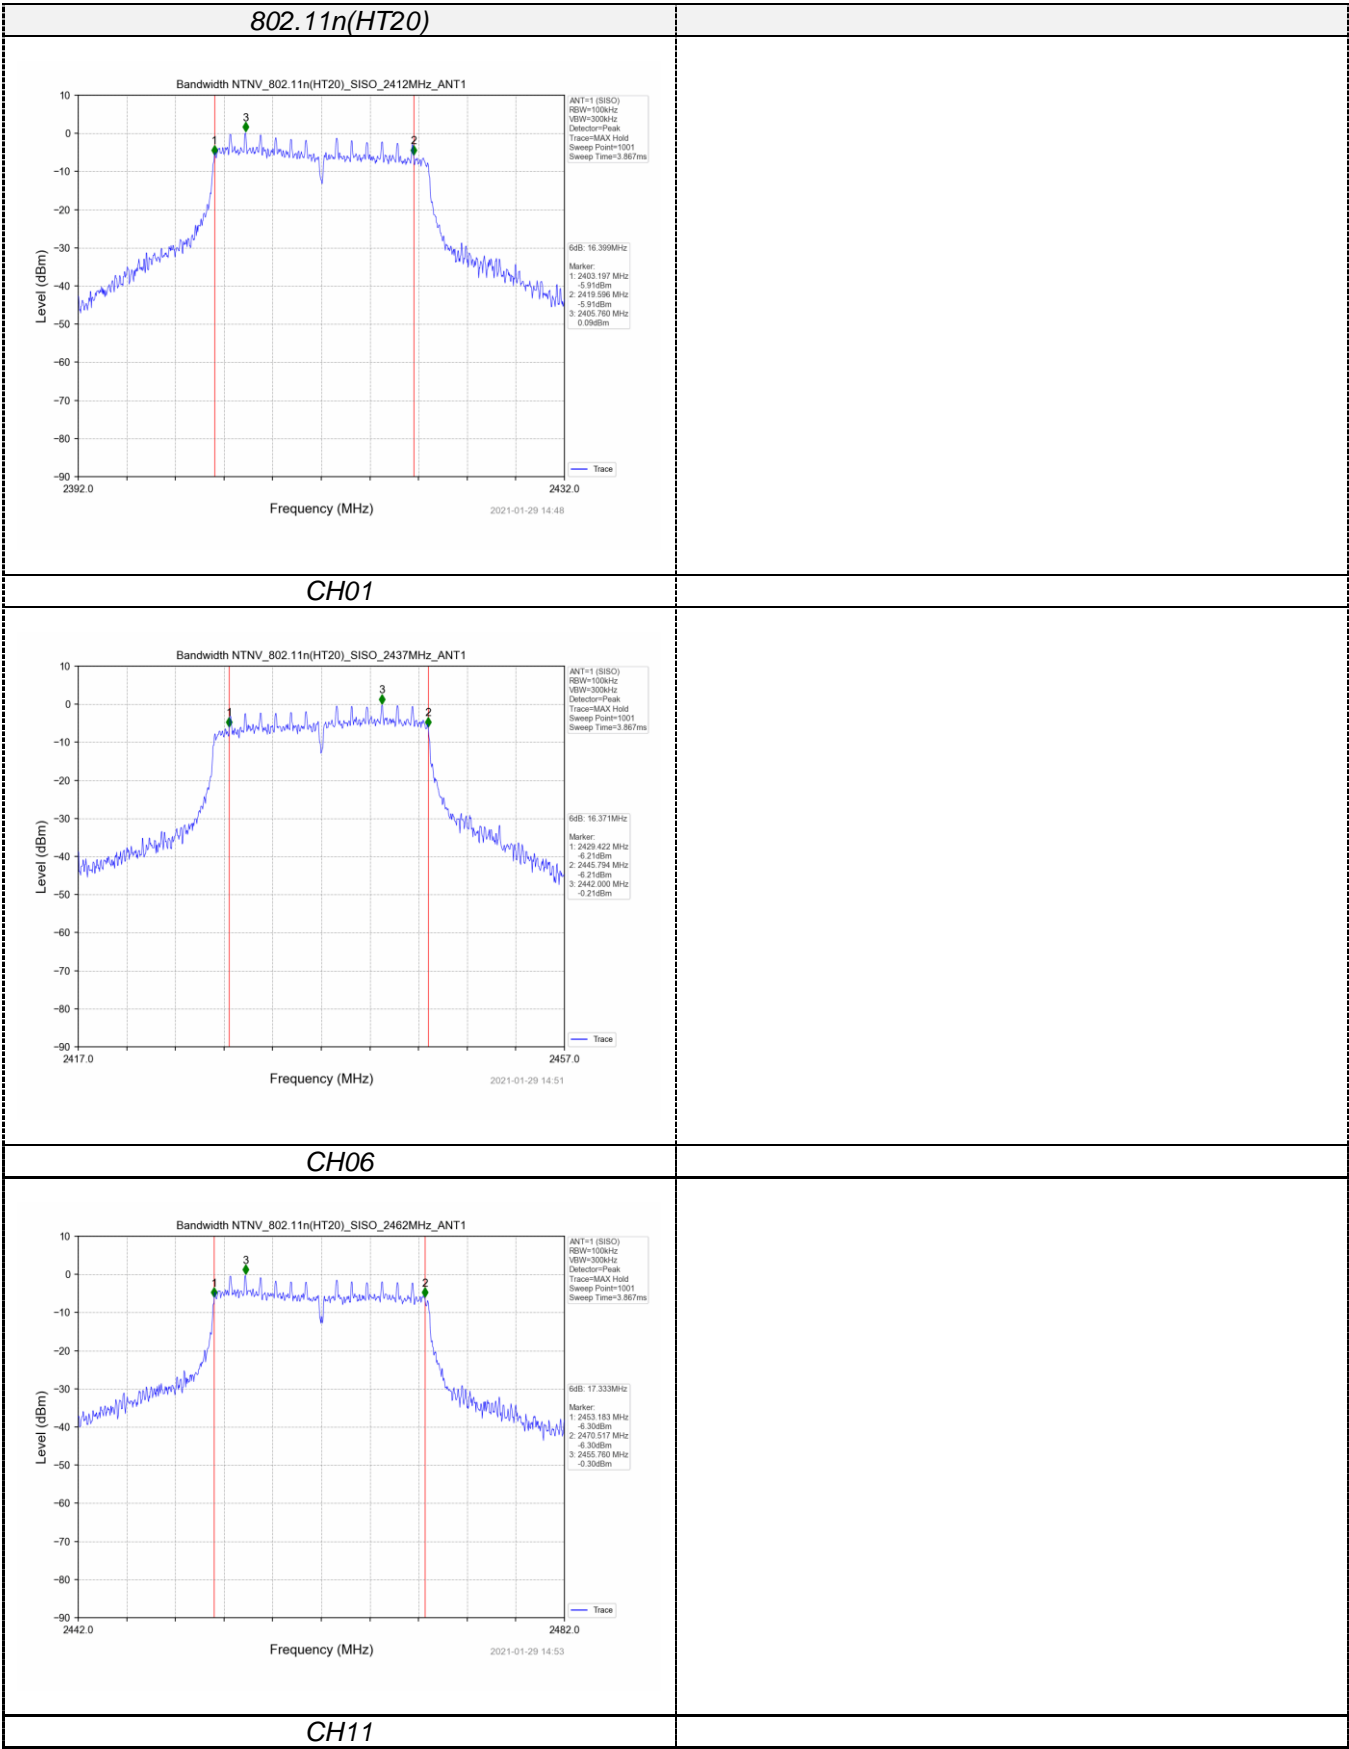 802.11n(HT20)
Bandwidth NTNV_802.11n(HT20)_SISO_2412MHz_ANT1
ANT=1 (SISO)
RBW=100kHz
VBW=300kHz
Detector=Peak
Trace=MAX Hold
Sweep Point=1001
Sweep Time=3.867ms
10
0
−10
−20
−30
−40
−50
−60
−70
−80
−90
Level (dBm)
1
3
2
6dB: 16.399MHz
Marker:
1: 2403.197 MHz
-5.91dBm
2: 2419.596 MHz
-5.91dBm
3: 2405.760 MHz
0.09dBm
Trace
2392.0
2432.0
Frequency (MHz)
2021-01-29 14:48
CH01
Bandwidth NTNV_802.11n(HT20)_SISO_2437MHz_ANT1
ANT=1 (SISO)
RBW=100kHz
VBW=300kHz
Detector=Peak
Trace=MAX Hold
Sweep Point=1001
Sweep Time=3.867ms
10
0
−10
−20
−30
−40
−50
−60
−70
−80
−90
Level (dBm)
1
3
2
6dB: 16.371MHz
Marker:
1: 2429.422 MHz
-6.21dBm
2: 2445.794 MHz
-6.21dBm
3: 2442.000 MHz
-0.21dBm
Trace
2417.0
2457.0
Frequency (MHz)
2021-01-29 14:51
CH06
Bandwidth NTNV_802.11n(HT20)_SISO_2462MHz_ANT1
ANT=1 (SISO)
RBW=100kHz
VBW=300kHz
Detector=Peak
Trace=MAX Hold
Sweep Point=1001
Sweep Time=3.867ms
10
0
−10
−20
−30
−40
−50
−60
−70
−80
−90
Level (dBm)
1
3
2
6dB: 17.333MHz
Marker:
1: 2453.183 MHz
-6.30dBm
2: 2470.517 MHz
-6.30dBm
3: 2455.760 MHz
-0.30dBm
Trace
2442.0
2482.0
Frequency (MHz)
2021-01-29 14:53
CH11